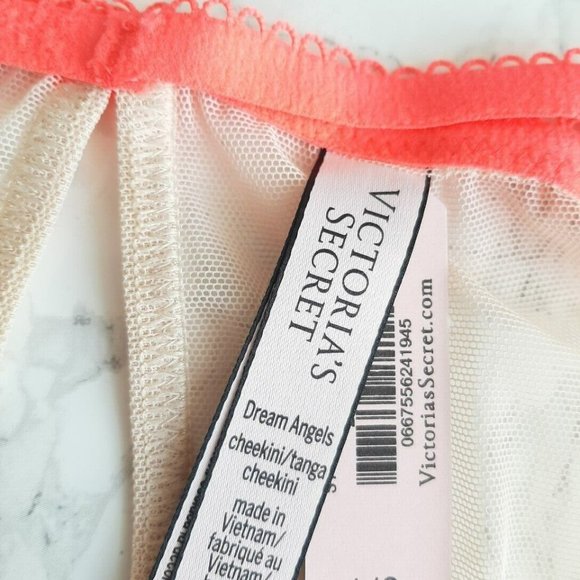 VICTORIA'S
SECRET
Dream Angels
cheekini/tanga
cheekini
made in
Vietnam/
fabriqué au
Vietnam/
0667556241945
VictoriasSecret.com